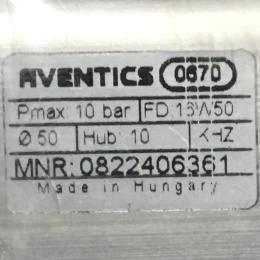 AVENTICS 0670
Pmax: 10 bar FD:16W50
Ø 50 Hub: 10 KHZ
MNR: 0822406361
Made in Hungary